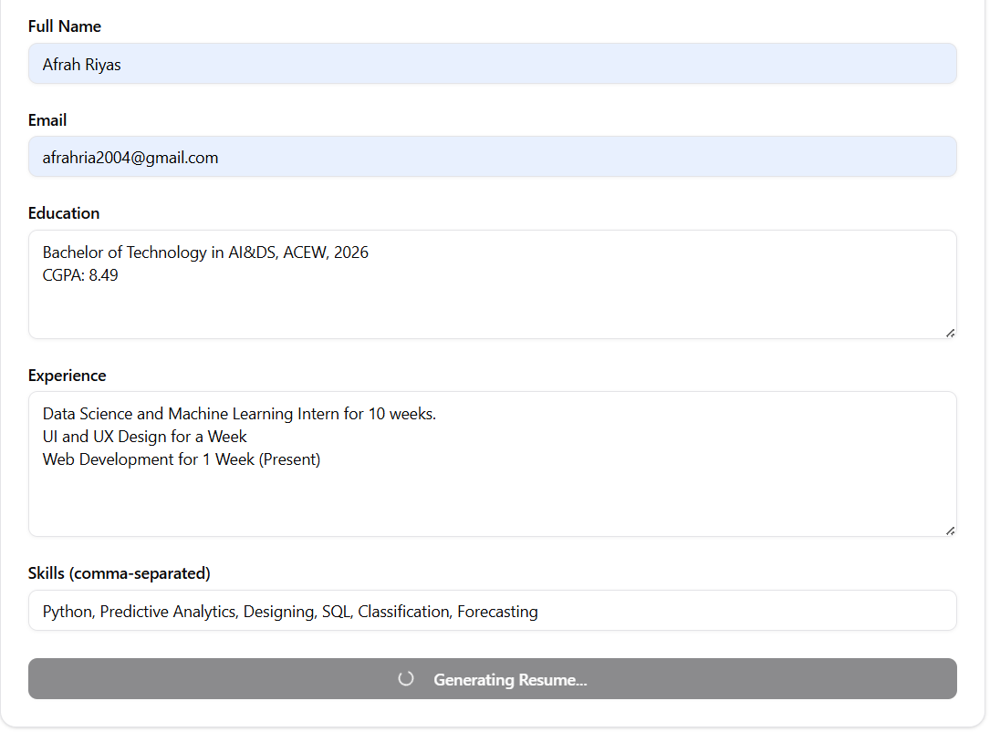 Full Name
Afrah Riyas
Email
afrahria2004@gmail.com
Education
Bachelor of Technology in AI&DS, ACEW, 2026
CGPA: 8.49
Experience
Data Science and Machine Learning Intern for 10 weeks.
UI and UX Design for a Week
Web Development for 1 Week (Present)
Skills (comma-separated)
Python, Predictive Analytics, Designing, SQL, Classification, Forecasting
Generating Resume...